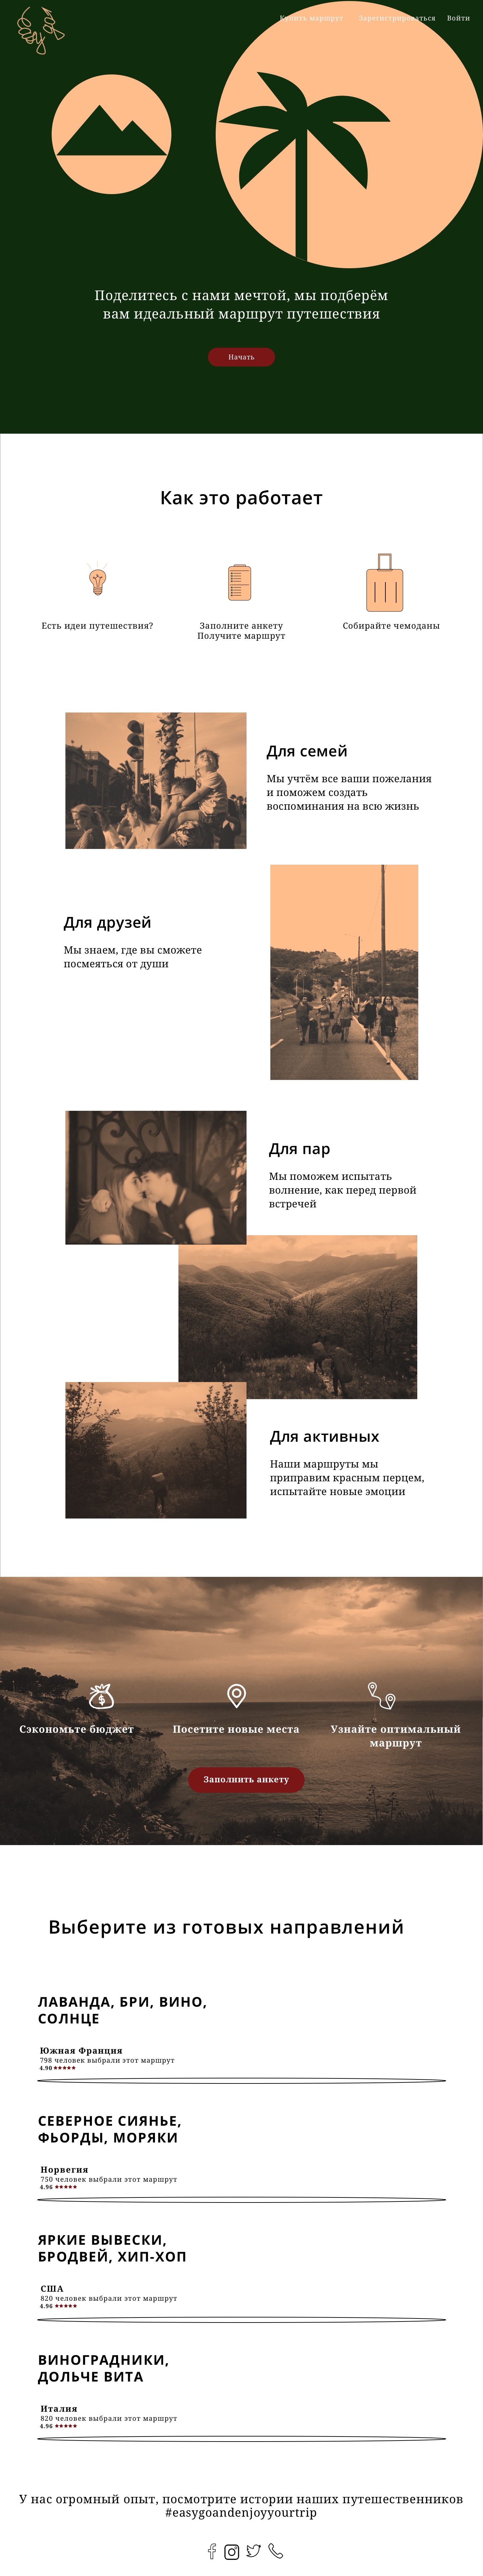 Купить маршрут Зарегистрироваться Войти
Поделитесь с нами мечтой, мы подберём
вам идеальный маршрут путешествия
Начать
Как это работает
Есть идеи путешествия?
Заполните анкету
Получите маршрут
Собирайте чемоданы
Для семей
Мы учтём все ваши пожелания
и поможем создать
воспоминания на всю жизнь
Для друзей
Мы знаем, где вы сможете
посмеяться от души
Для пар
Мы поможем испытать
волнение, как перед первой
встречей
Для активных
Наши маршруты мы
приправим красным перцем,
испытайте новые эмоции
Сэкономьте бюджет
Посетите новые места
Узнайте оптимальный
маршрут
Заполнить анкету
Выберите из готовых направлений
ЛАВАНДА, БРИ, ВИНО,
СОЛНЦЕ
Южная Франция
798 человек выбрали этот маршрут
4.90 ★★★★★
СЕВЕРНОЕ СИЯНЬЕ,
ФЬОРДЫ, МОРЯКИ
Норвегия
750 человек выбрали этот маршрут
4.96 ★★★★★
ЯРКИЕ ВЫВЕСКИ,
БРОДВЕЙ, ХИП-ХОП
США
820 человек выбрали этот маршрут
4.96 ★★★★★
ВИНОГРАДНИКИ,
ДОЛЬЧЕ ВИТА
Италия
820 человек выбрали этот маршрут
4.96 ★★★★★
У нас огромный опыт, посмотрите истории наших путешественников
#easygoandenjoyyourtrip